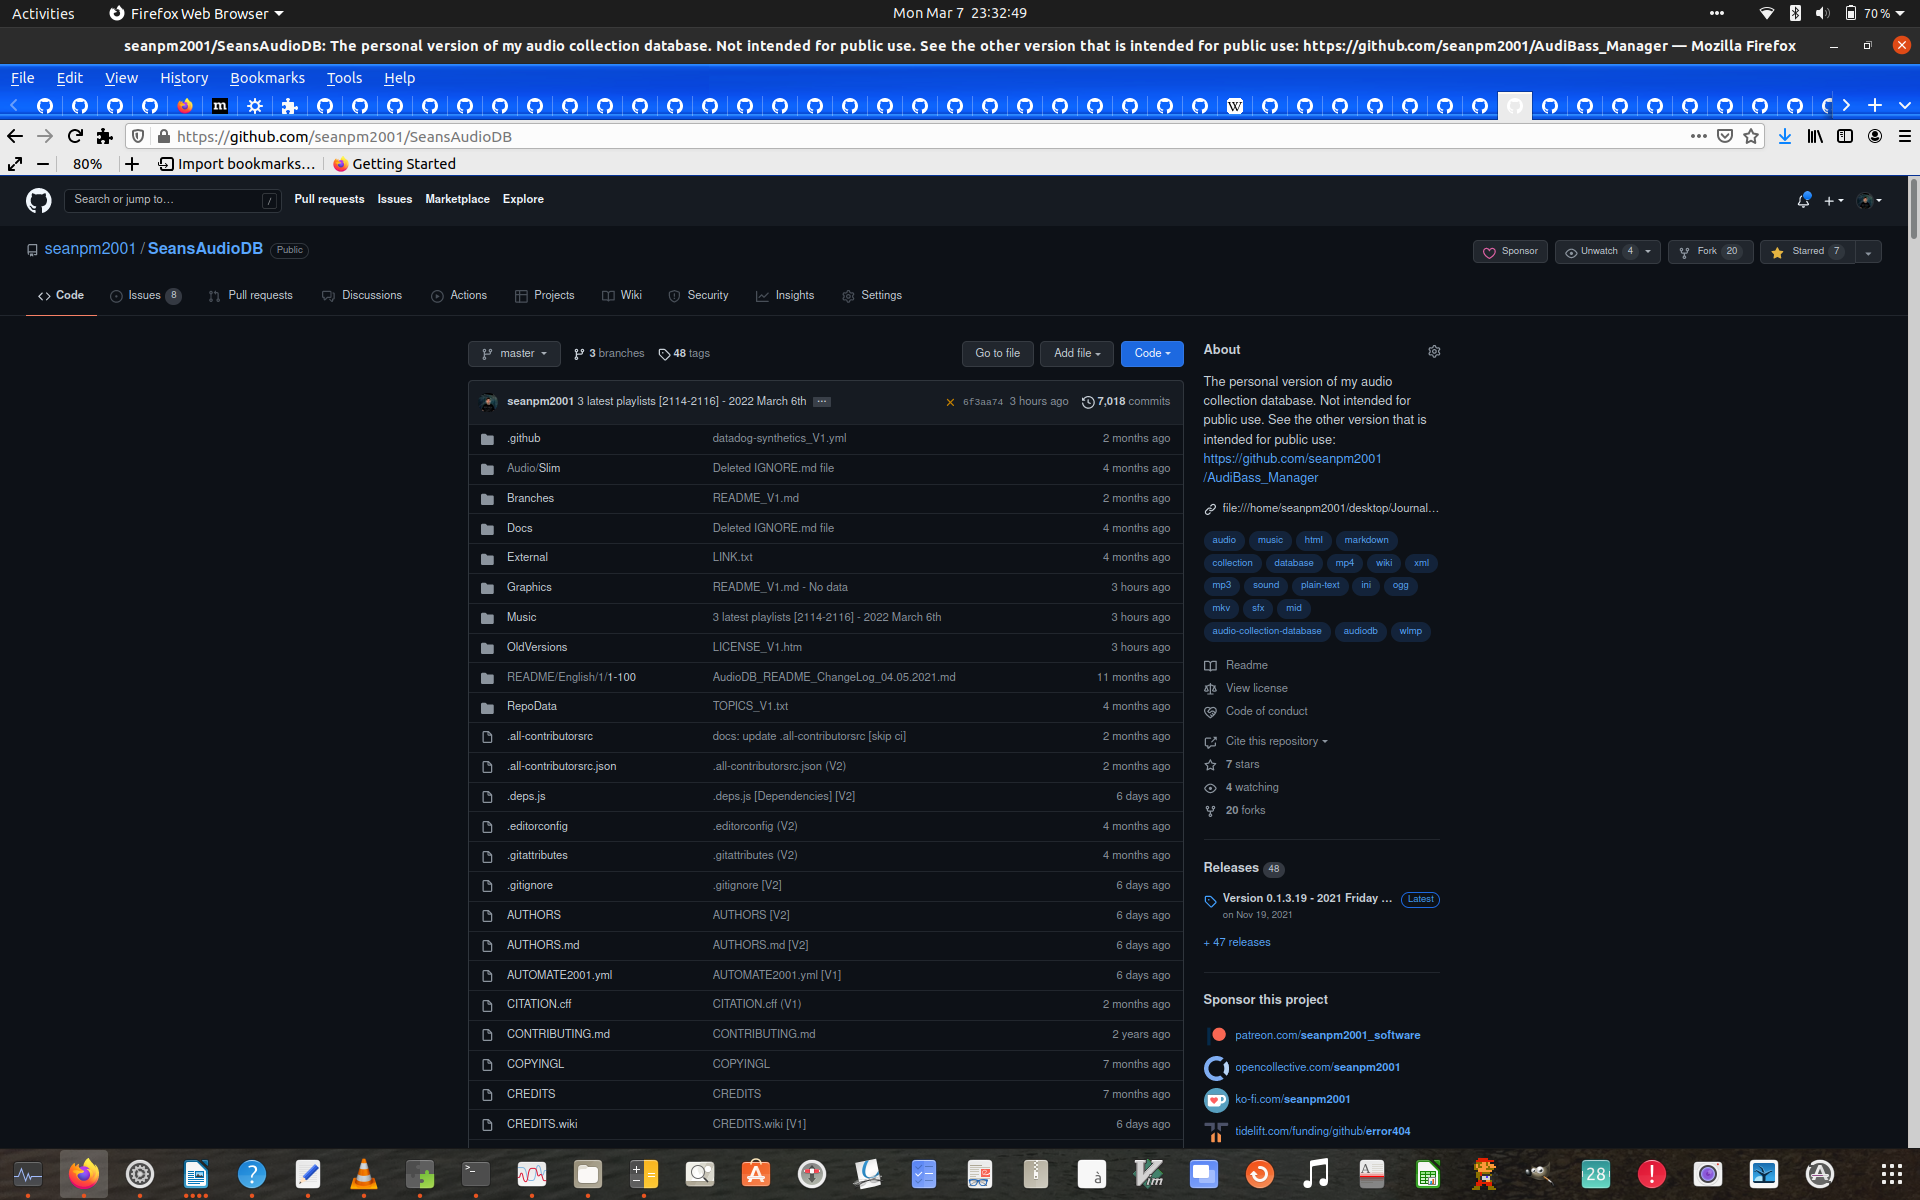 Activities
Firefox Web Browser
Mon Mar 7 23:32:49
70 %
seanpm2001/SeansAudioDB: The personal version of my audio collection database. Not intended for public use. See the other version that is intended for public use: https://github.com/seanpm2001/AudiBass_Manager — Mozilla Firefox
File Edit View History Bookmarks Tools Help
https://github.com/seanpm2001/SeansAudioDB
80%
Import bookmarks…
Getting Started
Search or jump to…
/
Pull requests Issues Marketplace Explore
seanpm2001 / SeansAudioDB Public
Sponsor
Unwatch 4
Fork 20
Starred 7
Code
Issues 8
Pull requests
Discussions
Actions
Projects
Wiki
Security
Insights
Settings
master
3 branches
48 tags
Go to file
Add file
Code
seanpm2001 3 latest playlists [2114-2116] - 2022 March 6th
6f3aa74 3 hours ago
7,018 commits
.github datadog-synthetics_V1.yml 2 months ago
Audio/Slim Deleted IGNORE.md file 4 months ago
Branches README_V1.md 2 months ago
Docs Deleted IGNORE.md file 4 months ago
External LINK.txt 4 months ago
Graphics README_V1.md - No data 3 hours ago
Music 3 latest playlists [2114-2116] - 2022 March 6th 3 hours ago
OldVersions LICENSE_V1.htm 3 hours ago
README/English/1/1-100 AudioDB_README_ChangeLog_04.05.2021.md 11 months ago
RepoData TOPICS_V1.txt 4 months ago
.all-contributorsrc docs: update .all-contributorsrc [skip ci] 2 months ago
.all-contributorsrc.json .all-contributorsrc.json (V2) 2 months ago
.deps.js .deps.js [Dependencies] [V2] 6 days ago
.editorconfig .editorconfig (V2) 4 months ago
.gitattributes .gitattributes (V2) 4 months ago
.gitignore .gitignore [V2] 6 days ago
AUTHORS AUTHORS [V2] 6 days ago
AUTHORS.md AUTHORS.md [V2] 6 days ago
AUTOMATE2001.yml AUTOMATE2001.yml [V1] 6 days ago
CITATION.cff CITATION.cff (V1) 2 months ago
CONTRIBUTING.md CONTRIBUTING.md 2 years ago
COPYINGL COPYINGL 7 months ago
CREDITS CREDITS 7 months ago
CREDITS.wiki CREDITS.wiki [V1] 6 days ago
About
The personal version of my audio
collection database. Not intended for
public use. See the other version that is
intended for public use:
https://github.com/seanpm2001
/AudiBass_Manager
file:///home/seanpm2001/desktop/Journal...
audio music html markdown
collection database mp4 wiki xml
mp3 sound plain-text ini ogg
mkv sfx mid
audio-collection-database audiodb wlmp
Readme
View license
Code of conduct
Cite this repository
7 stars
4 watching
20 forks
Releases 48
Version 0.1.3.19 - 2021 Friday ... Latest
on Nov 19, 2021
+ 47 releases
Sponsor this project
patreon.com/seanpm2001_software
opencollective.com/seanpm2001
ko-fi.com/seanpm2001
tidelift.com/funding/github/error404
28